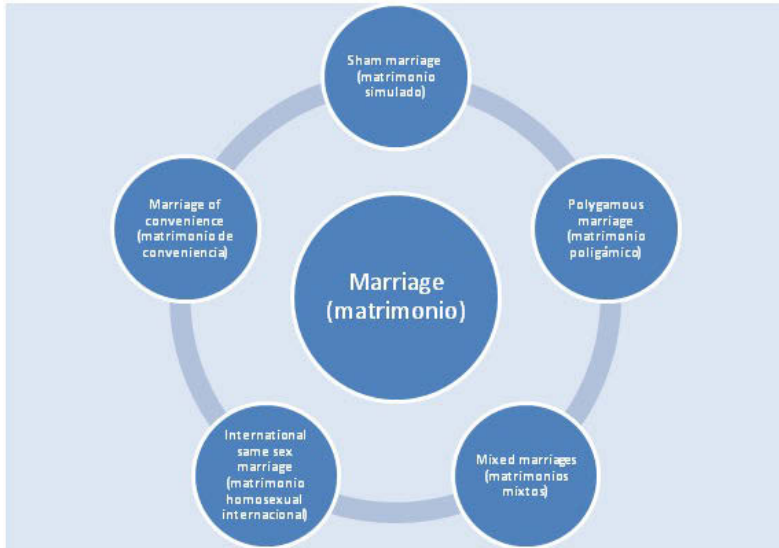 Sham marriage
(matrimonio
simulado)
Marriage of
convenience
(matrimonio de
conveniencia)
Polygamous
marriage
(matrimonio
poligámico)
Marriage
(matrimonio)
International
same sex
marriage
(matrimonio
homosexual
internacional)
Mixed marriages
(matrimonios
mixtos)